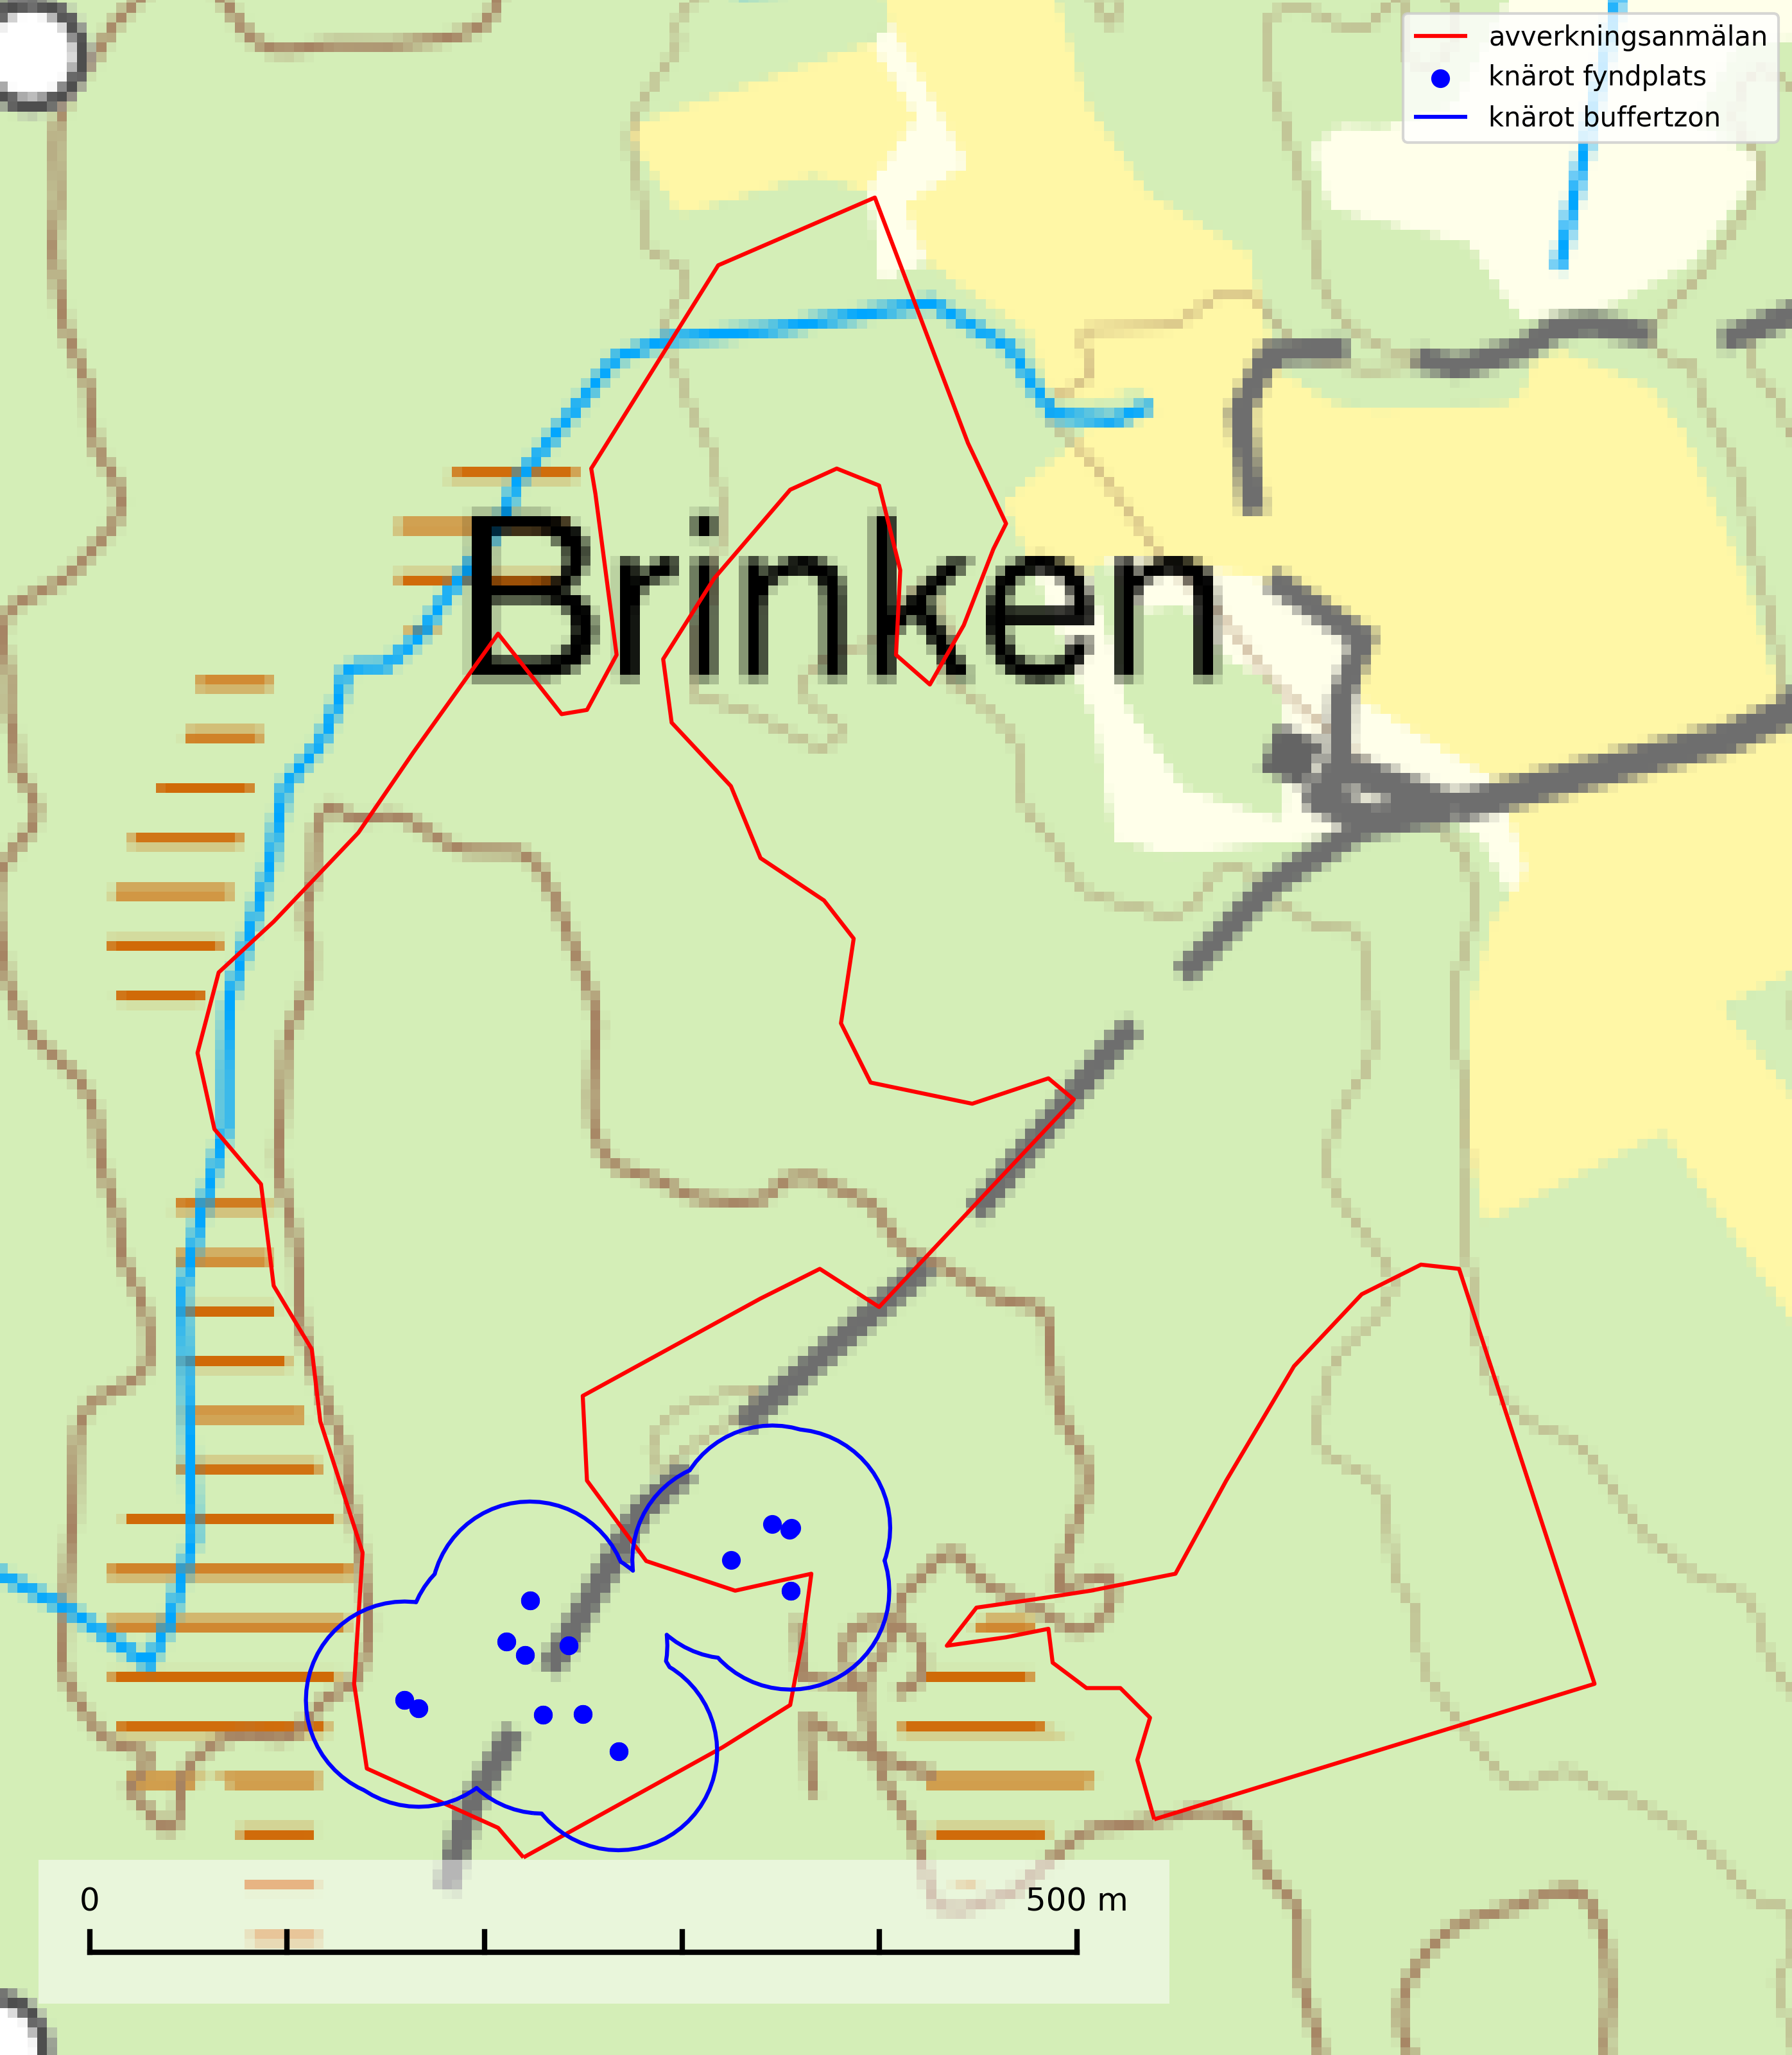 avverkningsanmälan
knärot fyndplats
knärot buffertzon
Brinken
0 500 m